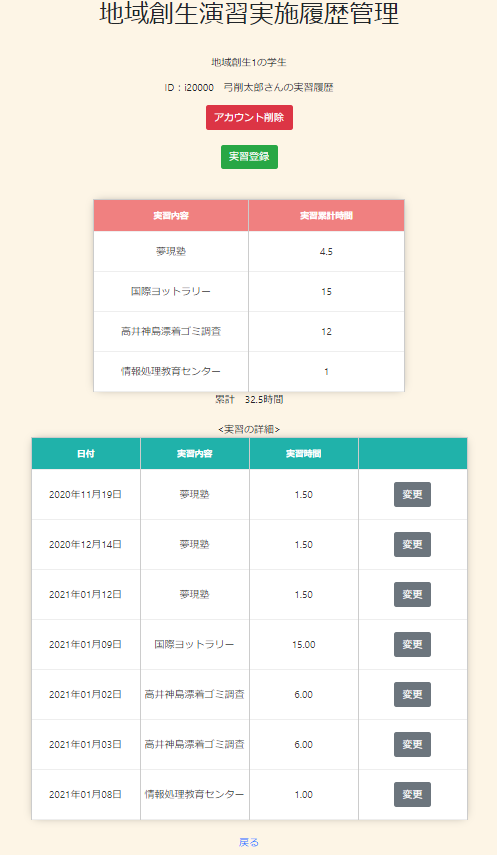 地域創生演習実施履歴管理
地域創生1の学生
ID：i20000　弓削太郎さんの実習履歴
アカウント削除
実習登録
実習内容 実習累計時間
夢現塾 4.5
国際ヨットラリー 15
高井神島漂着ゴミ調査 12
情報処理教育センター 1
累計　32.5時間
<実習の詳細>
日付 実習内容 実習時間
2020年11月19日 夢現塾 1.50 変更
2020年12月14日 夢現塾 1.50 変更
2021年01月12日 夢現塾 1.50 変更
2021年01月09日 国際ヨットラリー 15.00 変更
2021年01月02日 高井神島漂着ゴミ調査 6.00 変更
2021年01月03日 高井神島漂着ゴミ調査 6.00 変更
2021年01月08日 情報処理教育センター 1.00 変更
戻る